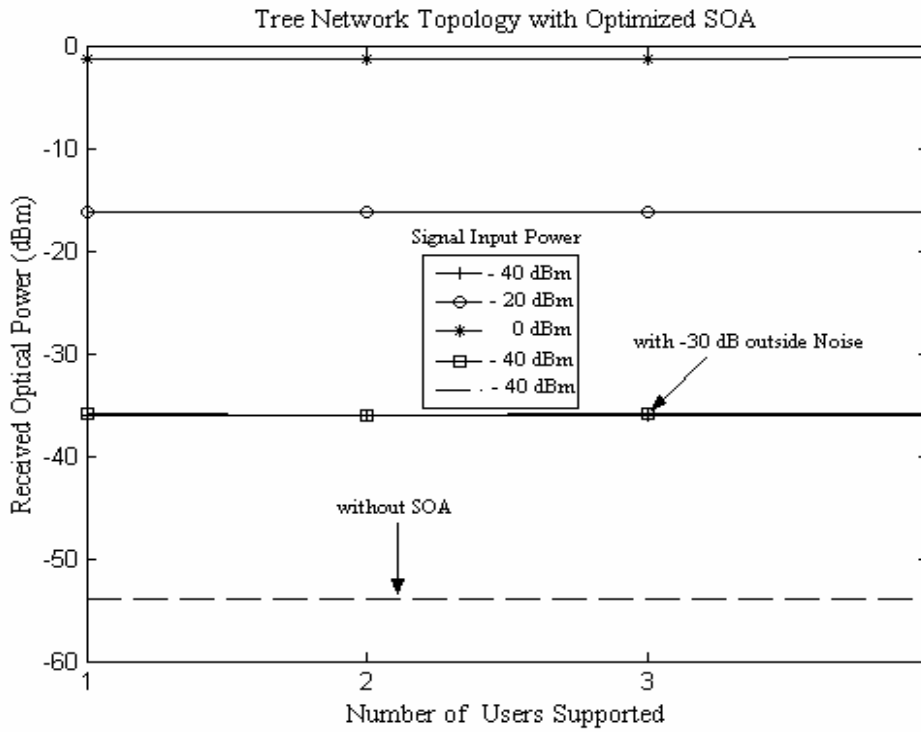 Tree Network Topology with Optimized SOA
Received Optical Power (dBm)
0
-10
-20
-30
-40
-50
-60
Signal Input Power
- 40 dBm
- 20 dBm
0 dBm
- 40 dBm
- 40 dBm
with -30 dB outside Noise
without SOA
1
2
3
Number of Users Supported